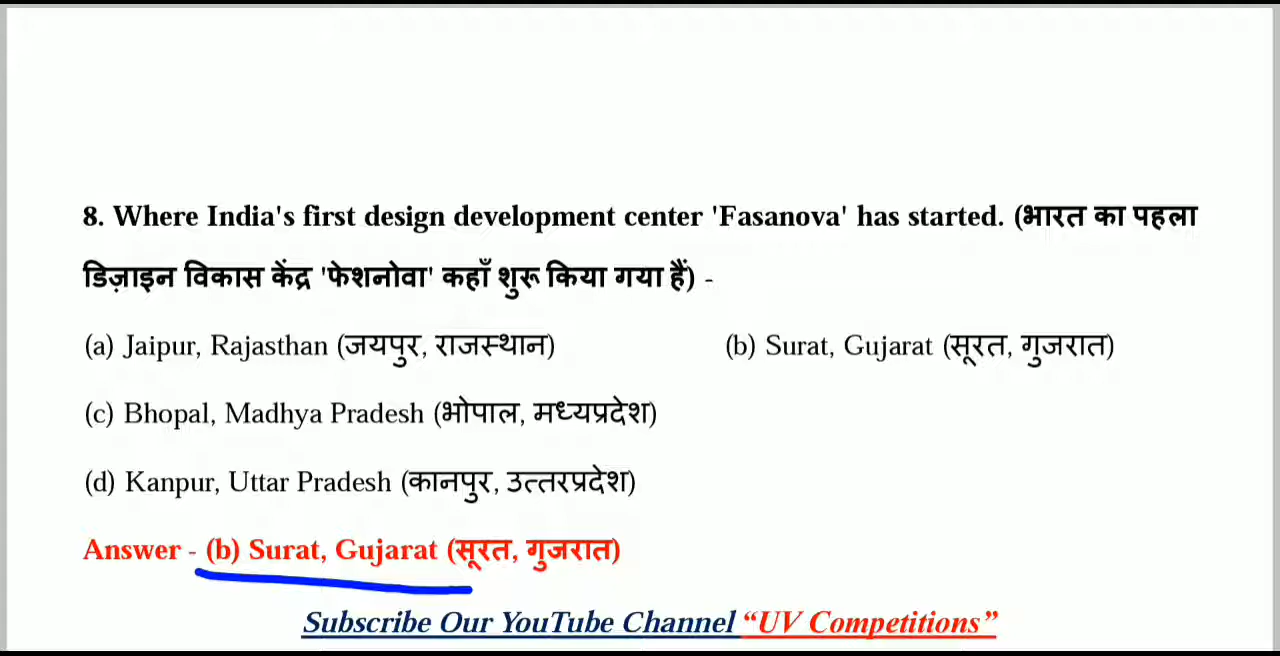 8. Where India's first design development center 'Fasanova' has started. (भारत का पहला
डिज़ाइन विकास केंद्र 'फेशनोवा' कहाँ शुरू किया गया हैं) -
(a) Jaipur, Rajasthan (जयपुर, राजस्थान) (b) Surat, Gujarat (सूरत, गुजरात)
(c) Bhopal, Madhya Pradesh (भोपाल, मध्यप्रदेश)
(d) Kanpur, Uttar Pradesh (कानपुर, उत्तरप्रदेश)
Answer - (b) Surat, Gujarat (सूरत, गुजरात)
Subscribe Our YouTube Channel “UV Competitions”